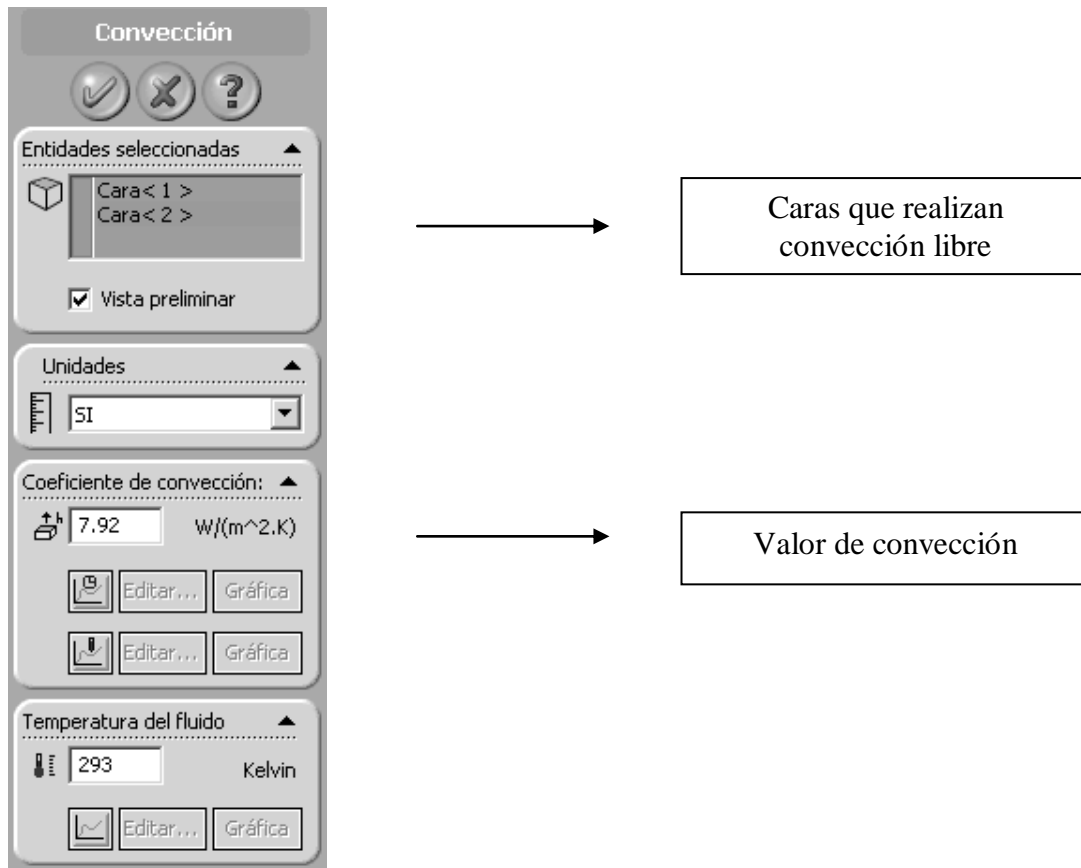 Convección
Entidades seleccionadas
Cara< 1 >
Cara< 2 >
Caras que realizan
convección libre
Vista preliminar
Unidades
SI
Coeficiente de convección:
7.92 W/(m^2.K)
Valor de convección
Editar... Gráfica
Editar... Gráfica
Temperatura del fluido
293 Kelvin
Editar... Gráfica